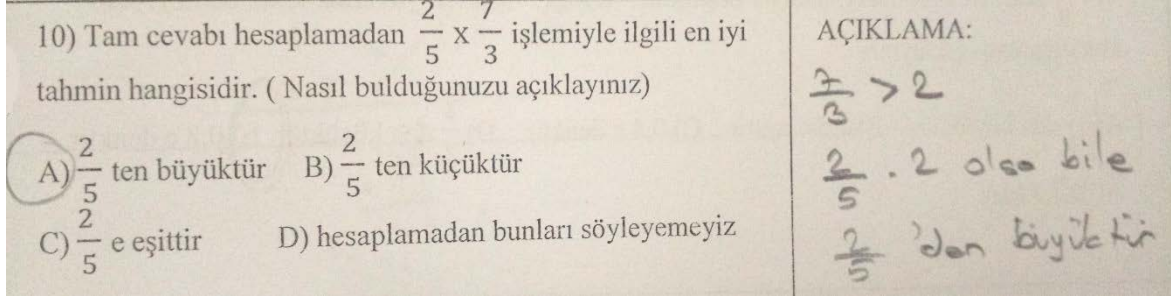 10) Tam cevabı hesaplamadan 2/5 x 7/3 işlemiyle ilgili en iyi
tahmin hangisidir. ( Nasıl bulduğunuzu açıklayınız)
A) 2/5 ten büyüktür B) 2/5 ten küçüktür
C) 2/5 e eşittir D) hesaplamadan bunları söyleyemeyiz
AÇIKLAMA:
7/3 > 2
2/5 . 2 olsa bile
2/5 'den büyüktür